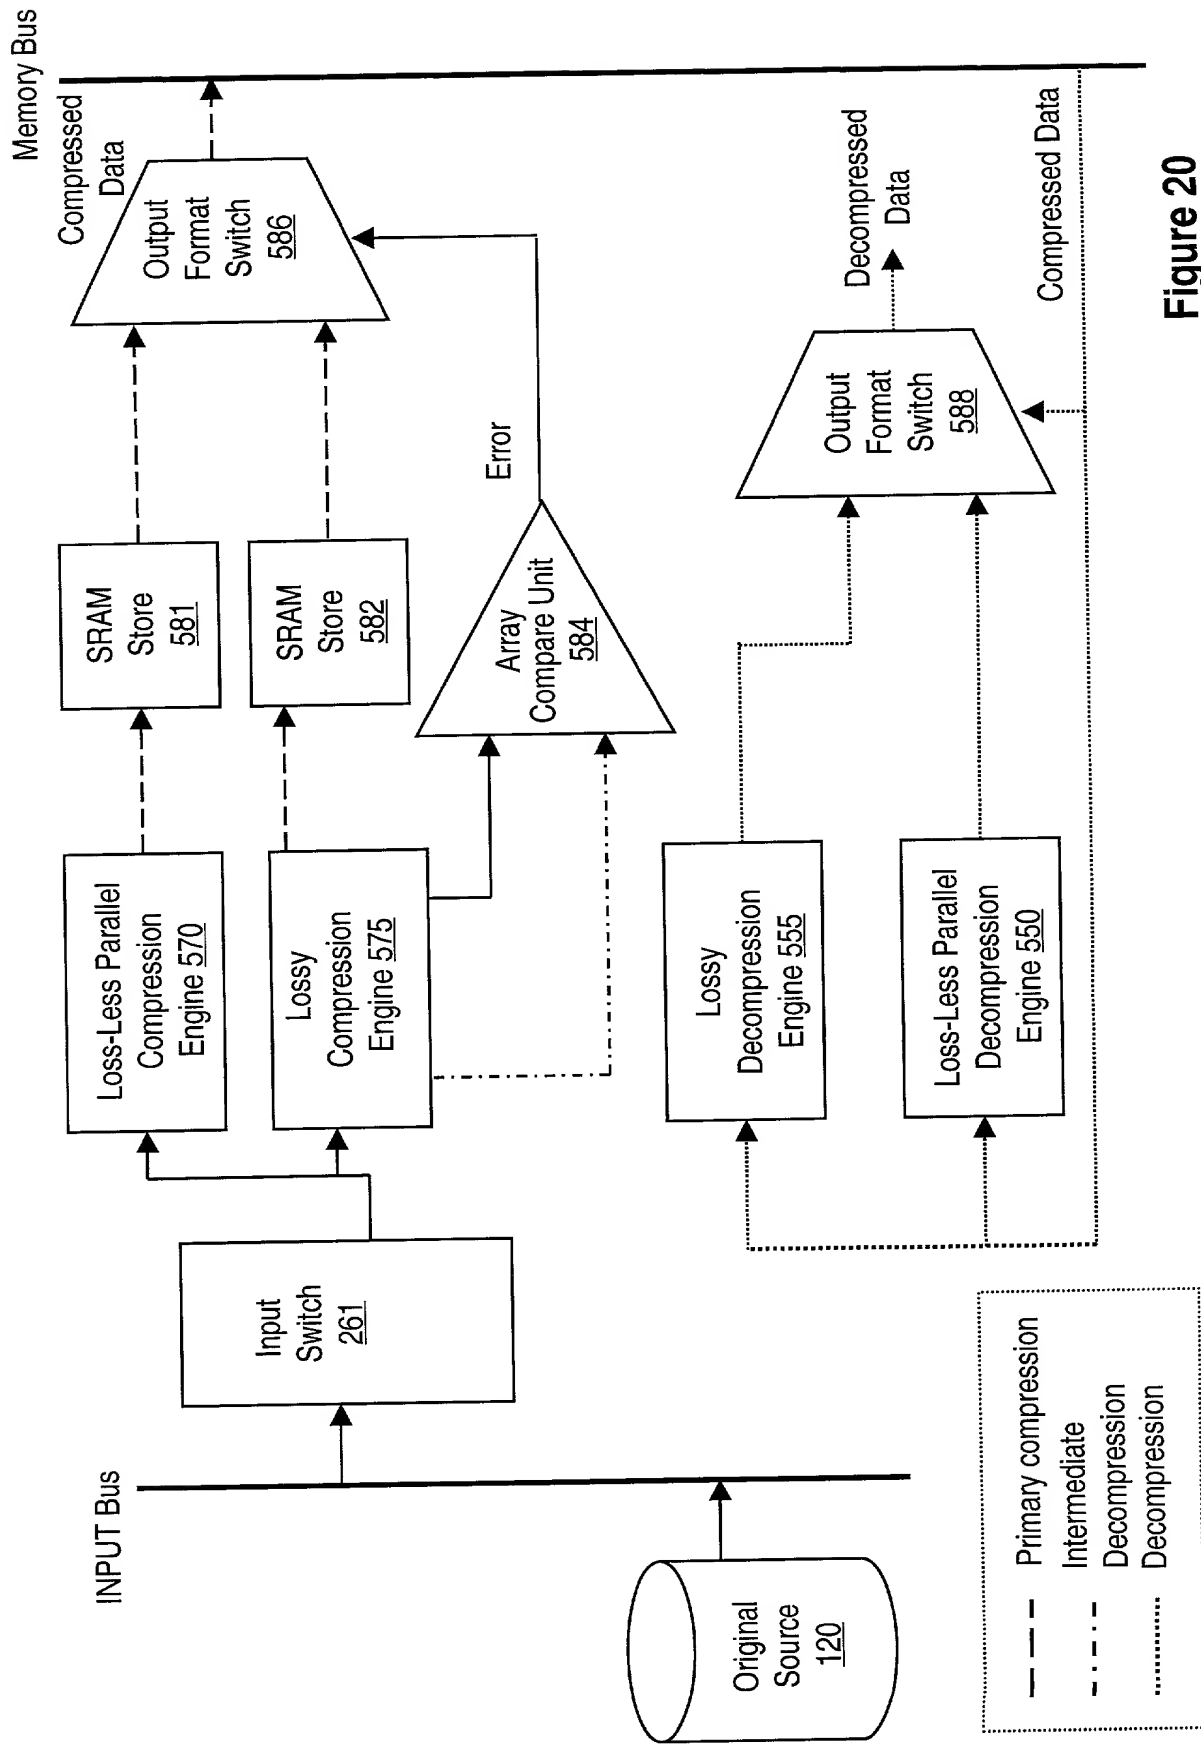 INPUT Bus
Original
Source
120
Input
Switch
261
Loss-Less Parallel
Compression
Engine 570
Lossy
Compression
Engine 575
SRAM
Store
581
SRAM
Store
582
Array
Compare Unit
584
Error
Output
Format
Switch
586
Compressed
Data
Memory Bus
Lossy
Decompression
Engine 555
Loss-Less Parallel
Decompression
Engine 550
Output
Format
Switch
588
Decompressed
Data
Compressed Data
Primary compression
Intermediate
Decompression
Decompression
Figure 20